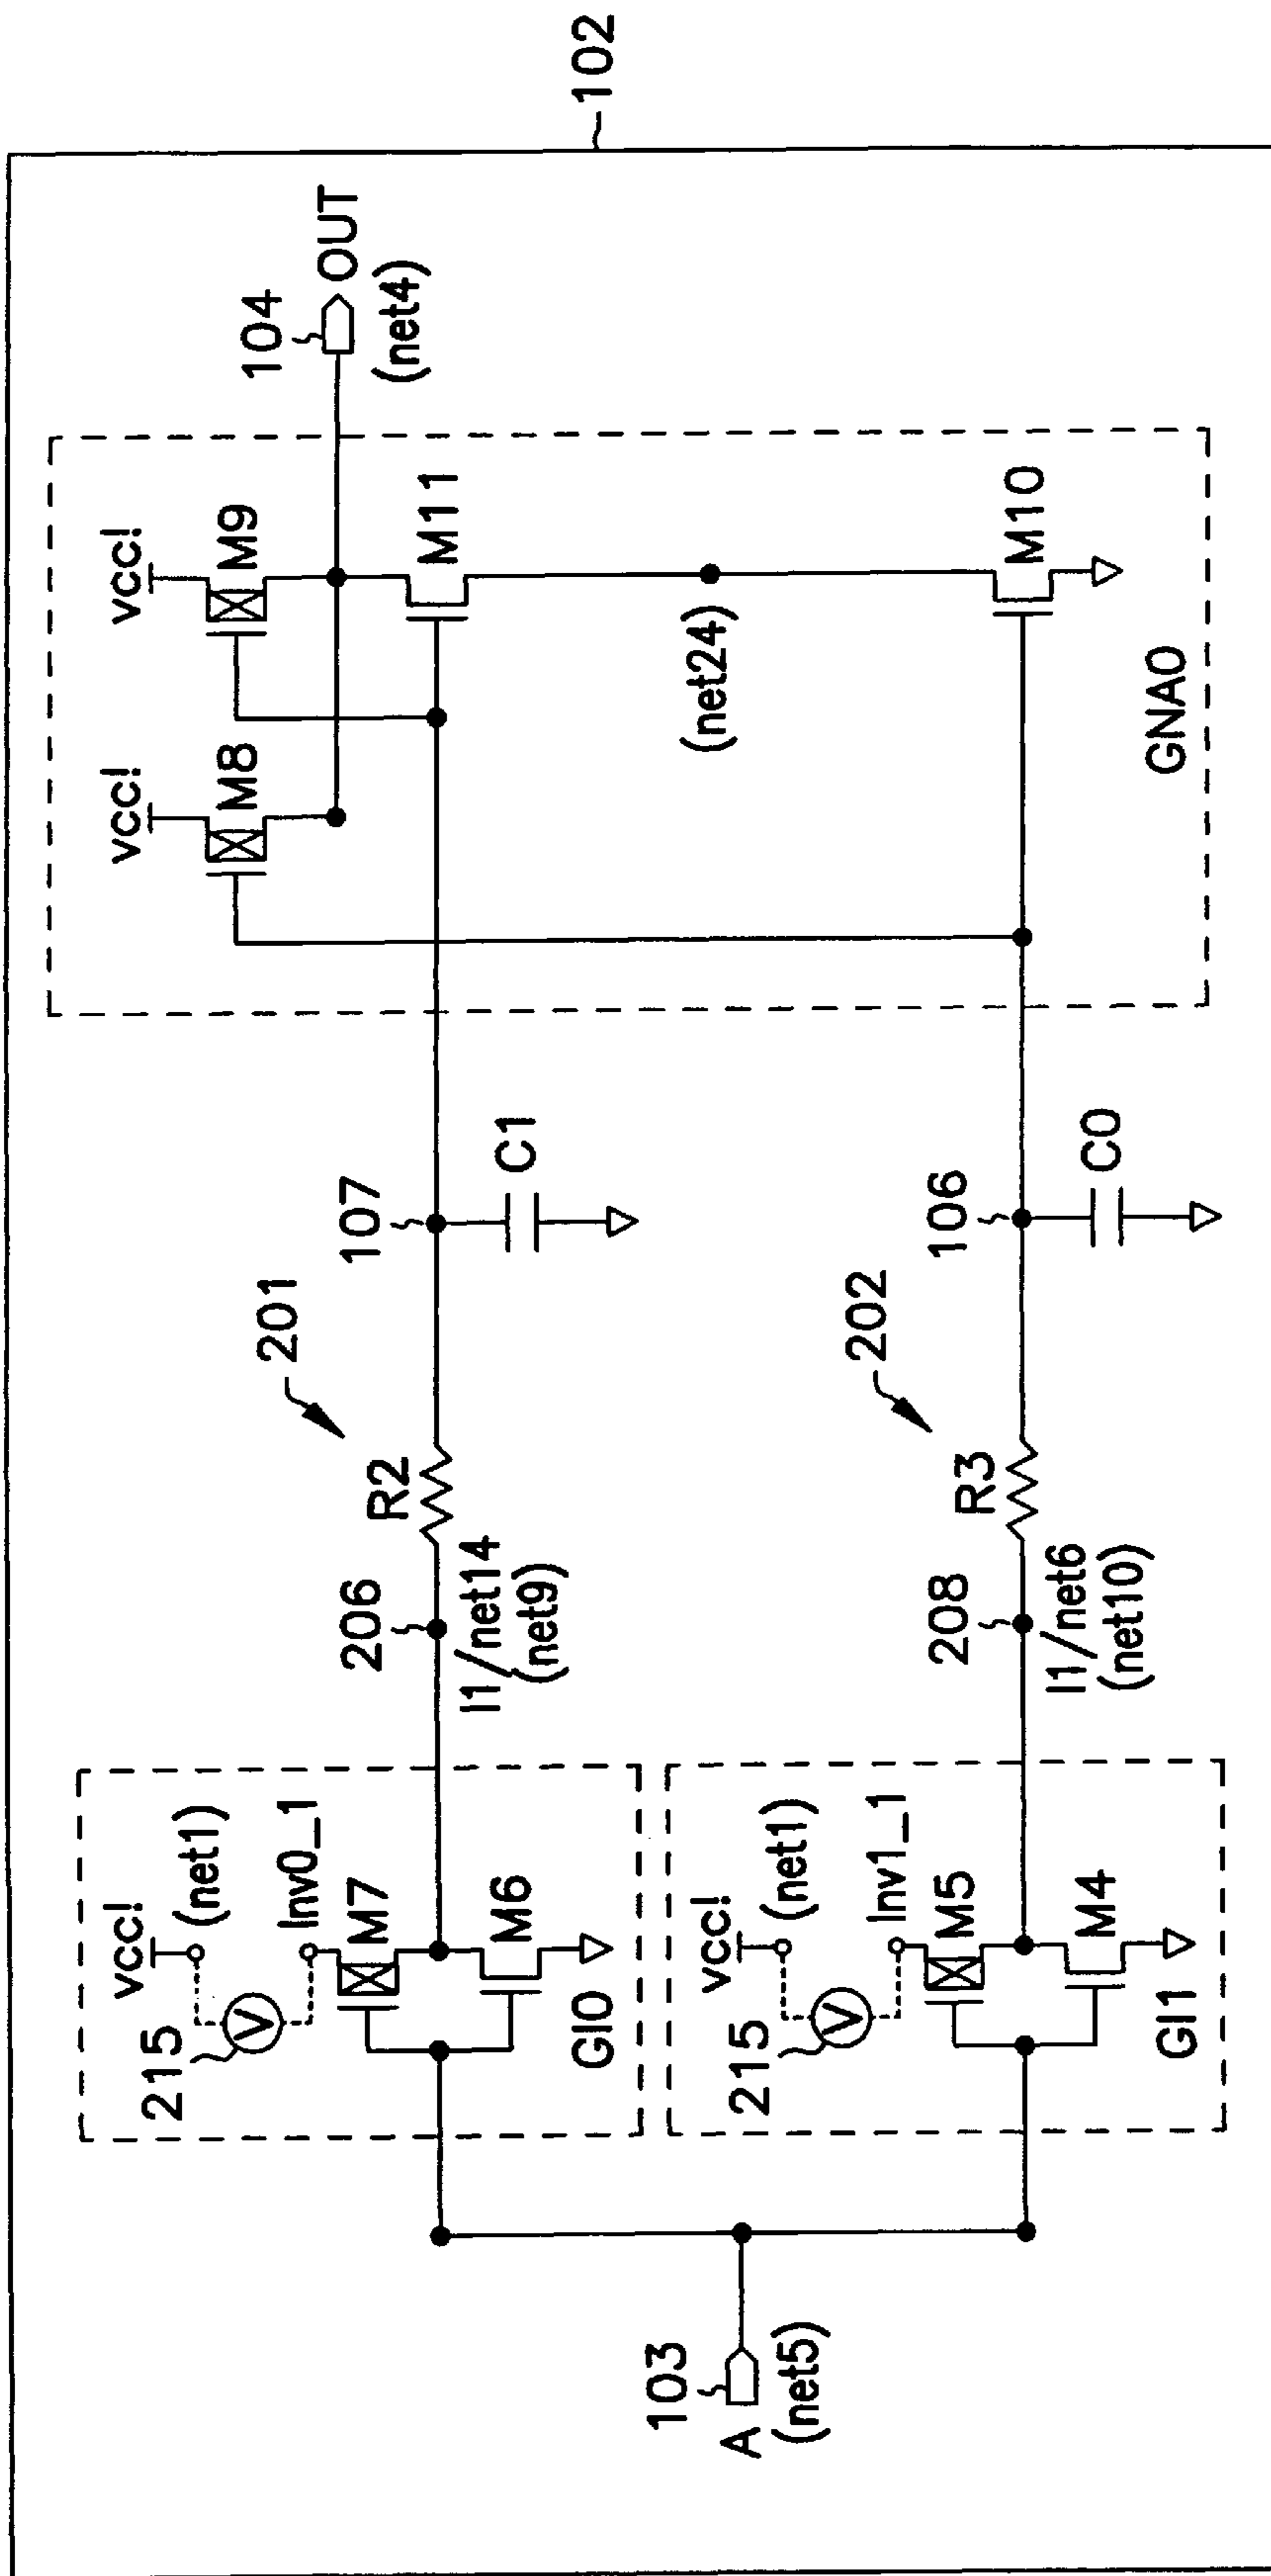 102
A
(net5)
103
215
vcc!
(net1)
Inv0_1
M7
M6
GI0
215
vcc!
(net1)
Inv1_1
M5
M4
GI1
206
I1/net14
(net9)
208
I1/net6
(net10)
R2
201
R3
202
107
C1
106
C0
vcc!
M8
vcc!
M9
M11
(net24)
M10
GNA0
104
OUT
(net4)
V
V